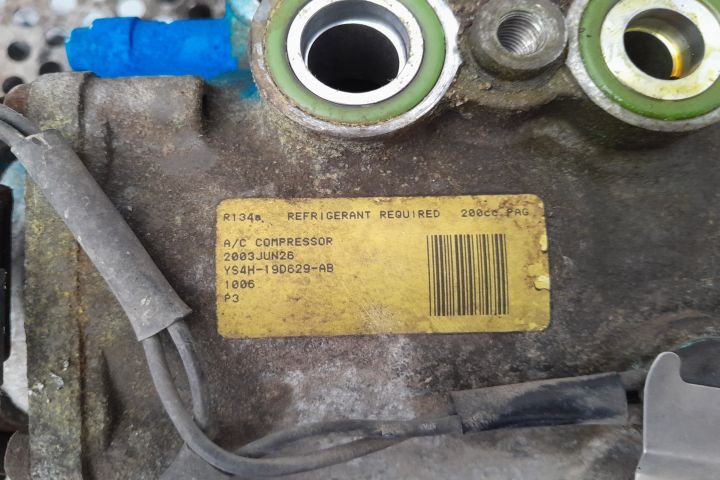 R134a, REFRIGERANT REQUIRED 200cc PAG
A/C COMPRESSOR
2003JUN26
YS4H-19D629-AB
1006
P3